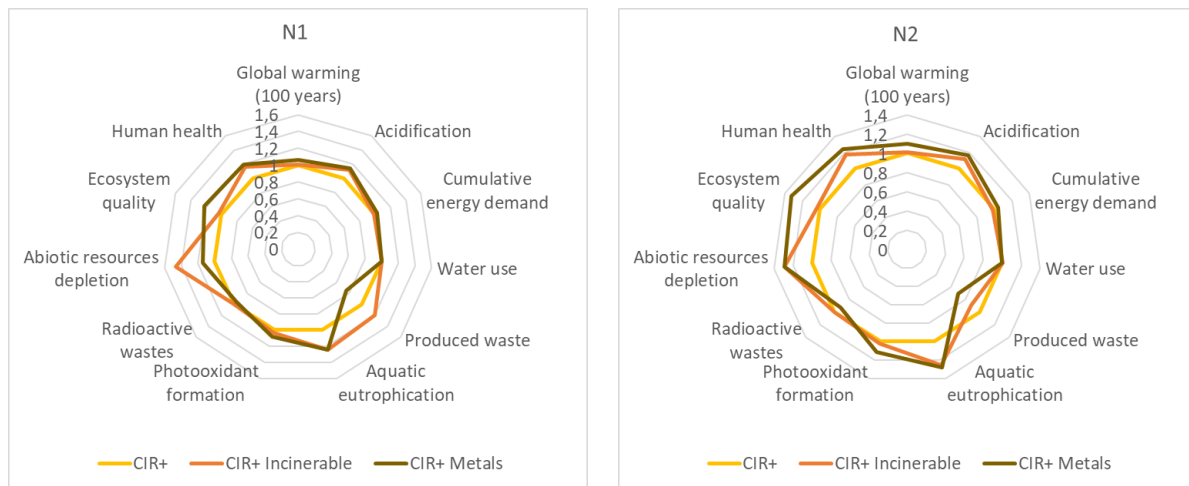 N1
Global warming
(100 years)
1,6
1,4
1,2
1
0,8
0,6
0,4
0,2
0
Acidification
Cumulative
energy demand
Water use
Produced waste
Aquatic
eutrophication
Photooxidant
formation
Radioactive
wastes
Abiotic resources
depletion
Ecosystem
quality
Human health
CIR+
CIR+ Incinerable
CIR+ Metals
N2
Global warming
(100 years)
1,4
1,2
1
0,8
0,6
0,4
0,2
0
Acidification
Cumulative
energy demand
Water use
Produced waste
Aquatic
eutrophication
Photooxidant
formation
Radioactive
wastes
Abiotic resources
depletion
Ecosystem
quality
Human health
CIR+
CIR+ Incinerable
CIR+ Metals